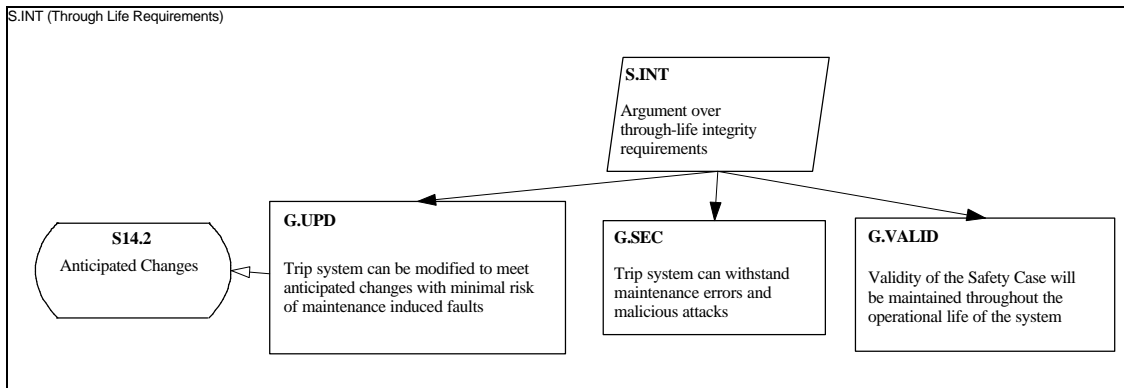 S.INT (Through Life Requirements)
S.INT
Argument over
through-life integrity
requirements
S14.2
Anticipated Changes
G.UPD
Trip system can be modified to meet
anticipated changes with minimal risk
of maintenance induced faults
G.SEC
Trip system can withstand
maintenance errors and
malicious attacks
G.VALID
Validity of the Safety Case will
be maintained throughout the
operational life of the system